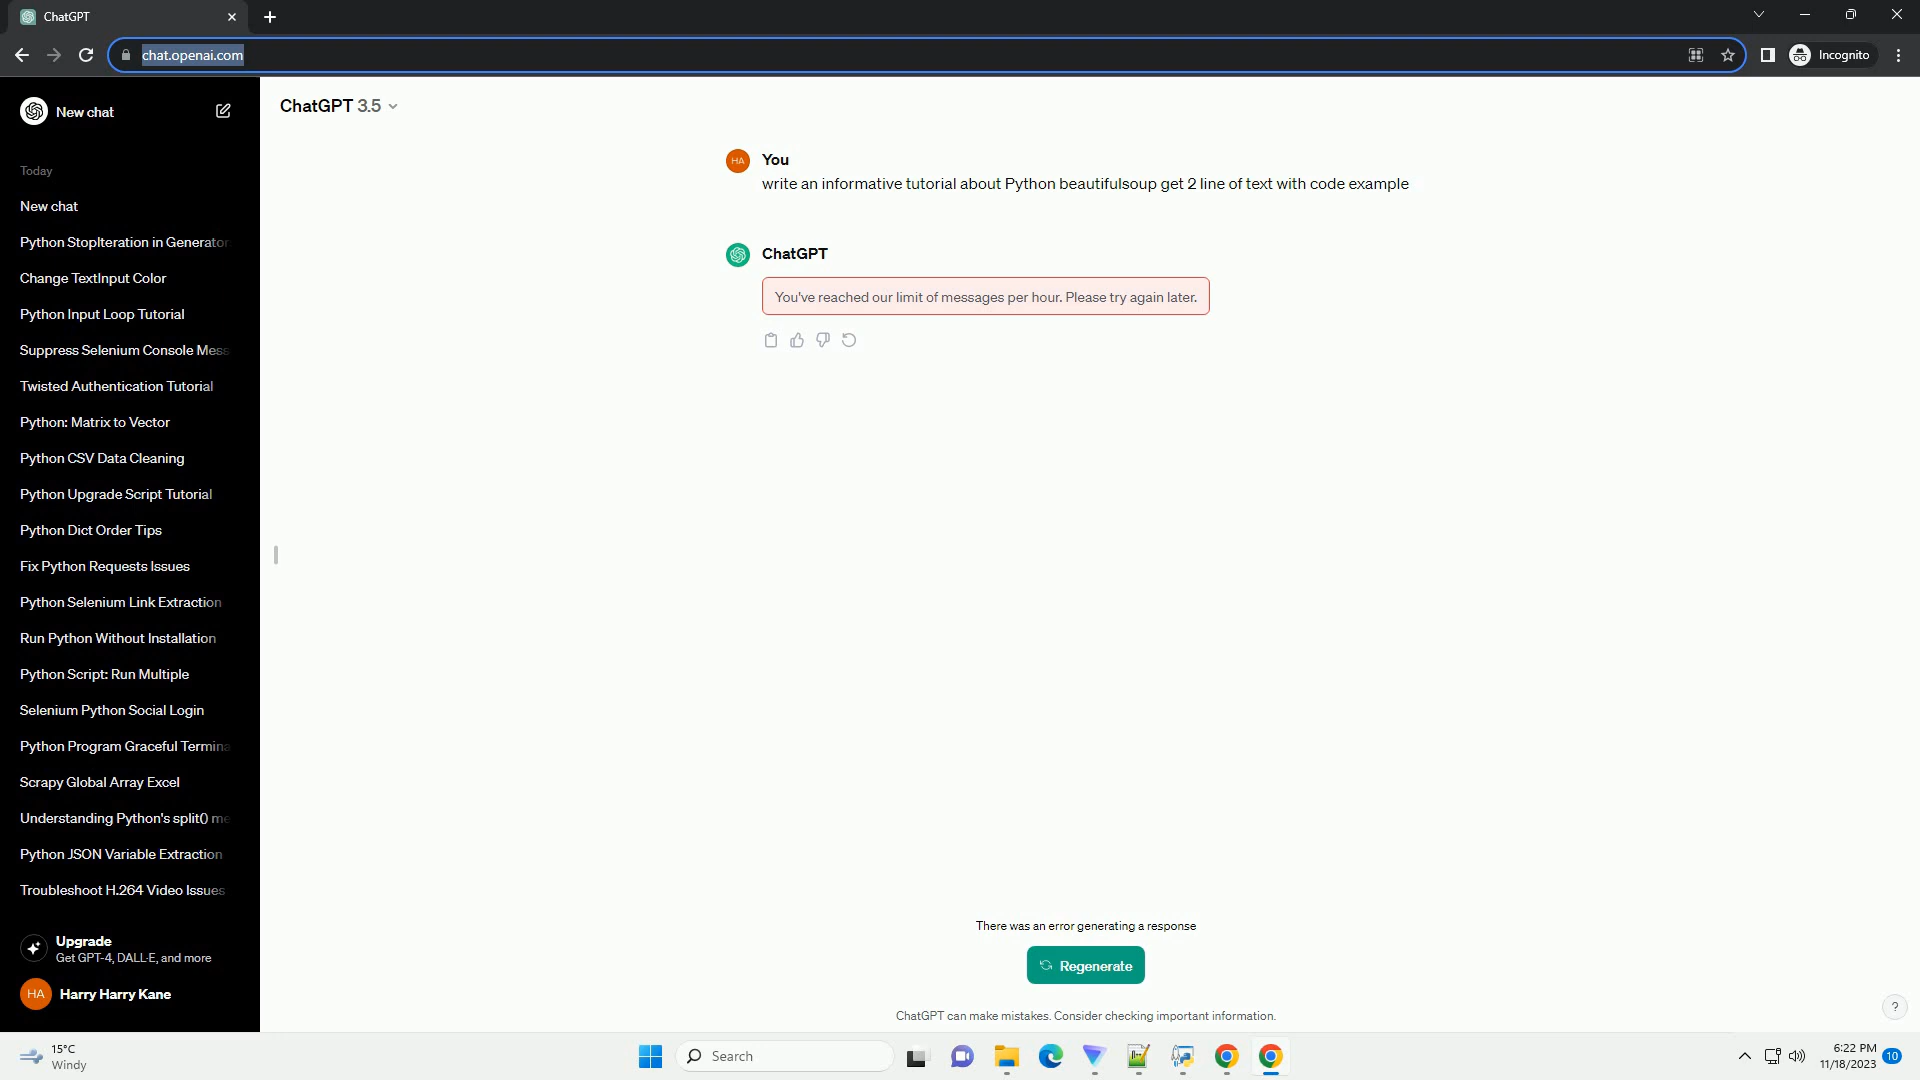 ChatGPT
chat.openai.com
Incognito
New chat
Today
New chat
Python StopIteration in Generator
Change TextInput Color
Python Input Loop Tutorial
Suppress Selenium Console Mess
Twisted Authentication Tutorial
Python: Matrix to Vector
Python CSV Data Cleaning
Python Upgrade Script Tutorial
Python Dict Order Tips
Fix Python Requests Issues
Python Selenium Link Extraction
Run Python Without Installation
Python Script: Run Multiple
Selenium Python Social Login
Python Program Graceful Termina
Scrapy Global Array Excel
Understanding Python's split() me
Python JSON Variable Extraction
Troubleshoot H.264 Video Issues
Upgrade
Get GPT-4, DALL·E, and more
HA Harry Harry Kane
ChatGPT 3.5
HA You
write an informative tutorial about Python beautifulsoup get 2 line of text with code example
ChatGPT
You've reached our limit of messages per hour. Please try again later.
There was an error generating a response
Regenerate
ChatGPT can make mistakes. Consider checking important information.
?
15°C
Windy
Search
6:22 PM
11/18/2023
10